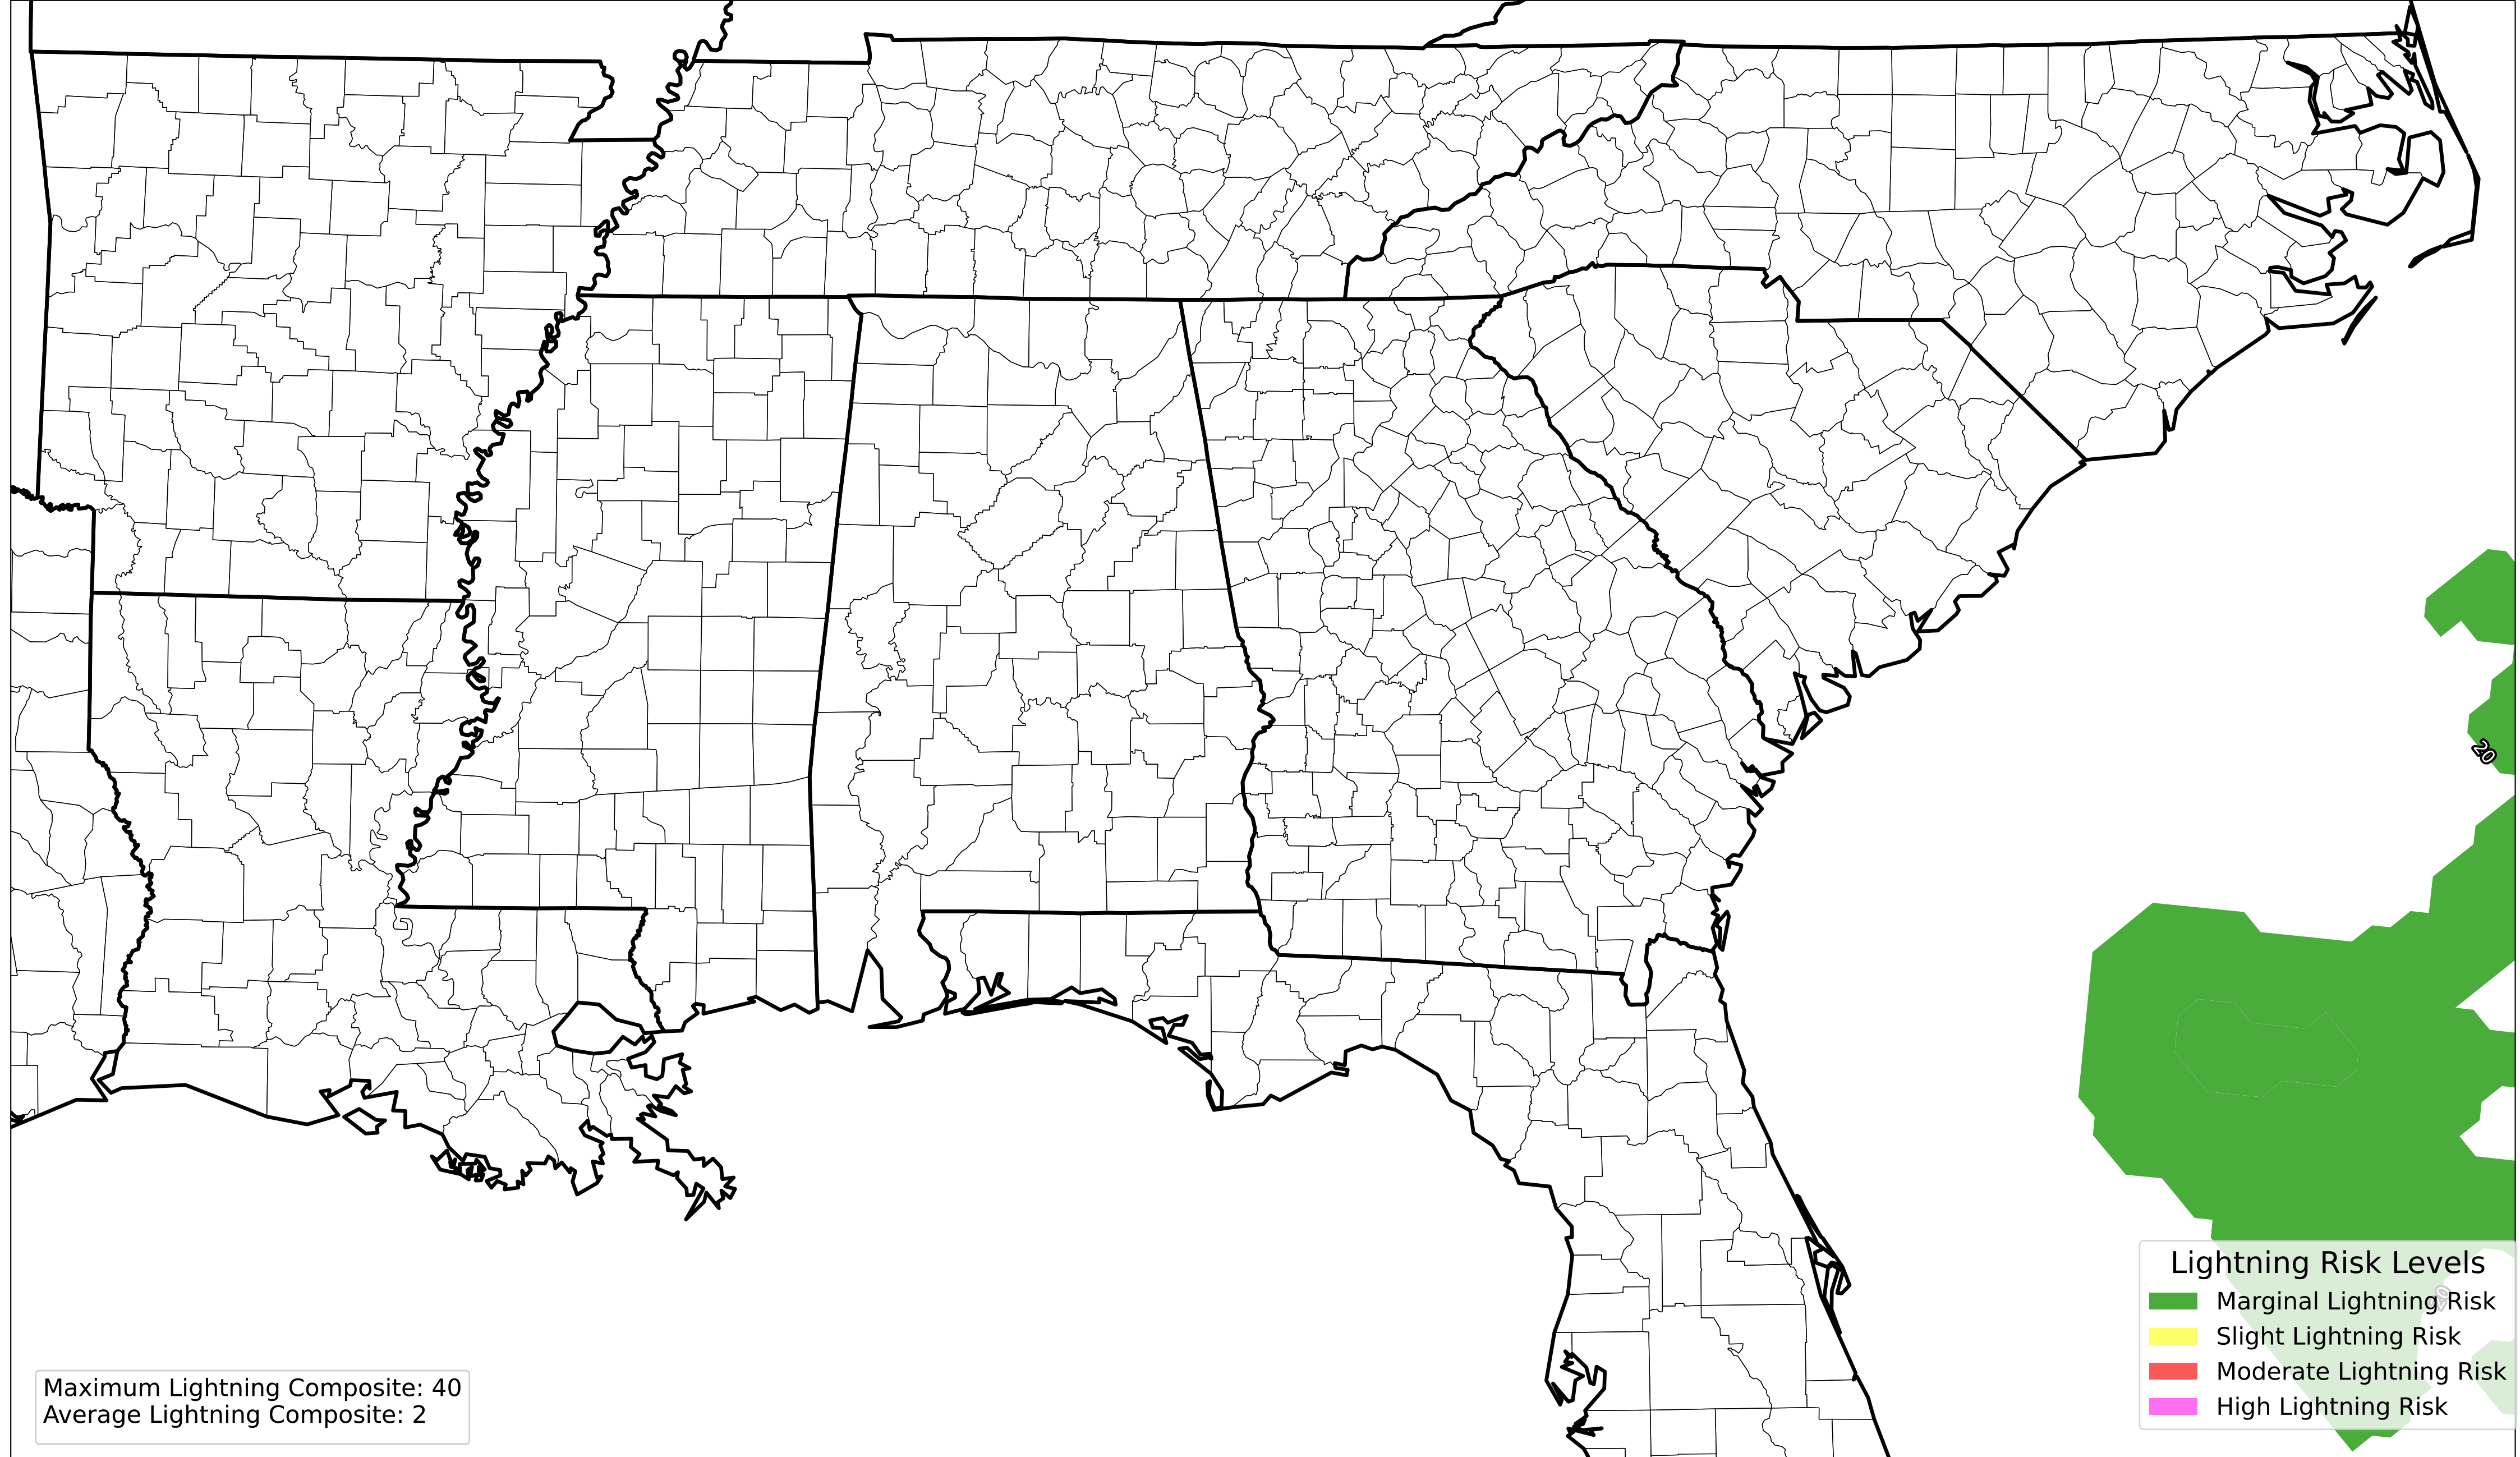 20
Lightning Risk Levels
Marginal Lightning Risk
Slight Lightning Risk
Moderate Lightning Risk
High Lightning Risk
Maximum Lightning Composite: 40
Average Lightning Composite: 2